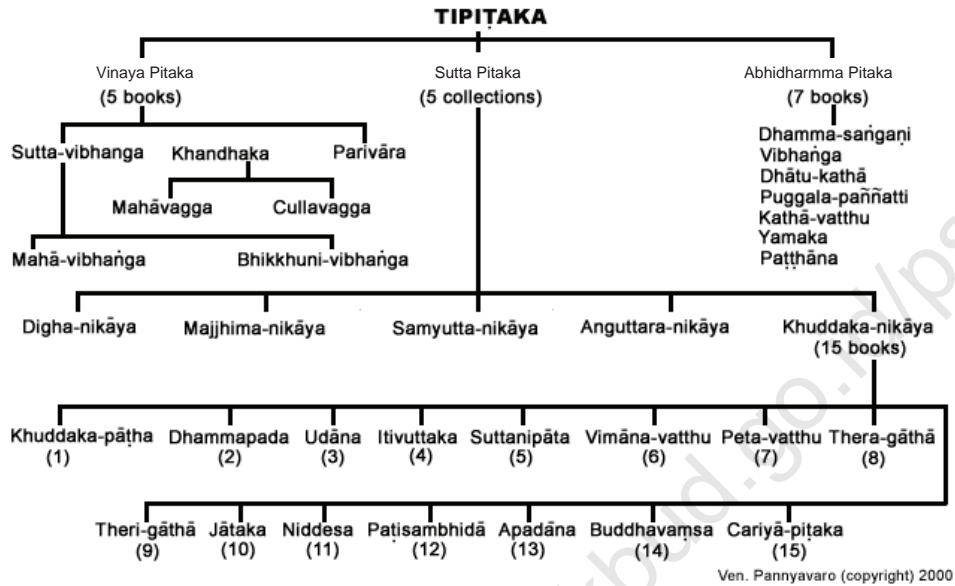 TIPIṬAKA
Vinaya Pitaka
(5 books)
Sutta Pitaka
(5 collections)
Abhidharmma Pitaka
(7 books)
Sutta-vibhanga
Khandhaka
Parivāra
Mahāvagga
Cullavagga
Mahā-vibhaṅga
Bhikkhuni-vibhaṅga
Dhamma-saṅgaṇi
Vibhaṅga
Dhātu-kathā
Puggala-paññatti
Kathā-vatthu
Yamaka
Paṭṭhāna
Digha-nikāya
Majjhima-nikāya
Samyutta-nikāya
Anguttara-nikāya
Khuddaka-nikāya
(15 books)
Khuddaka-pāṭha
(1)
Dhammapada
(2)
Udāna
(3)
Itivuttaka
(4)
Suttanipāta
(5)
Vimāna-vatthu
(6)
Peta-vatthu
(7)
Thera-gāthā
(8)
Theri-gāthā
(9)
Jātaka
(10)
Niddesa
(11)
Paṭisambhidā
(12)
Apadāna
(13)
Buddhavaṃsa
(14)
Cariyā-piṭaka
(15)
Ven. Pannyavaro (copyright) 2000